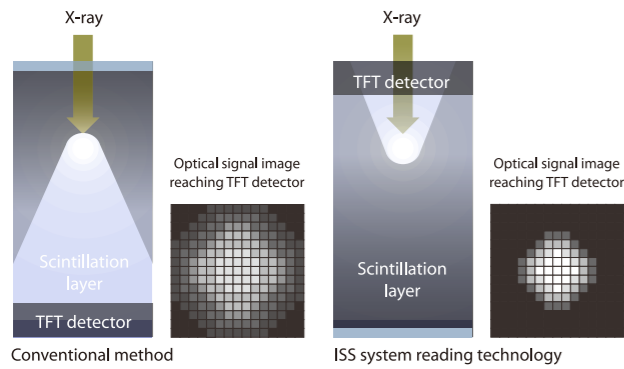 X-ray
Optical signal image
reaching TFT detector
Scintillation
layer
TFT detector
Conventional method
X-ray
TFT detector
Optical signal image
reaching TFT detector
Scintillation
layer
ISS system reading technology